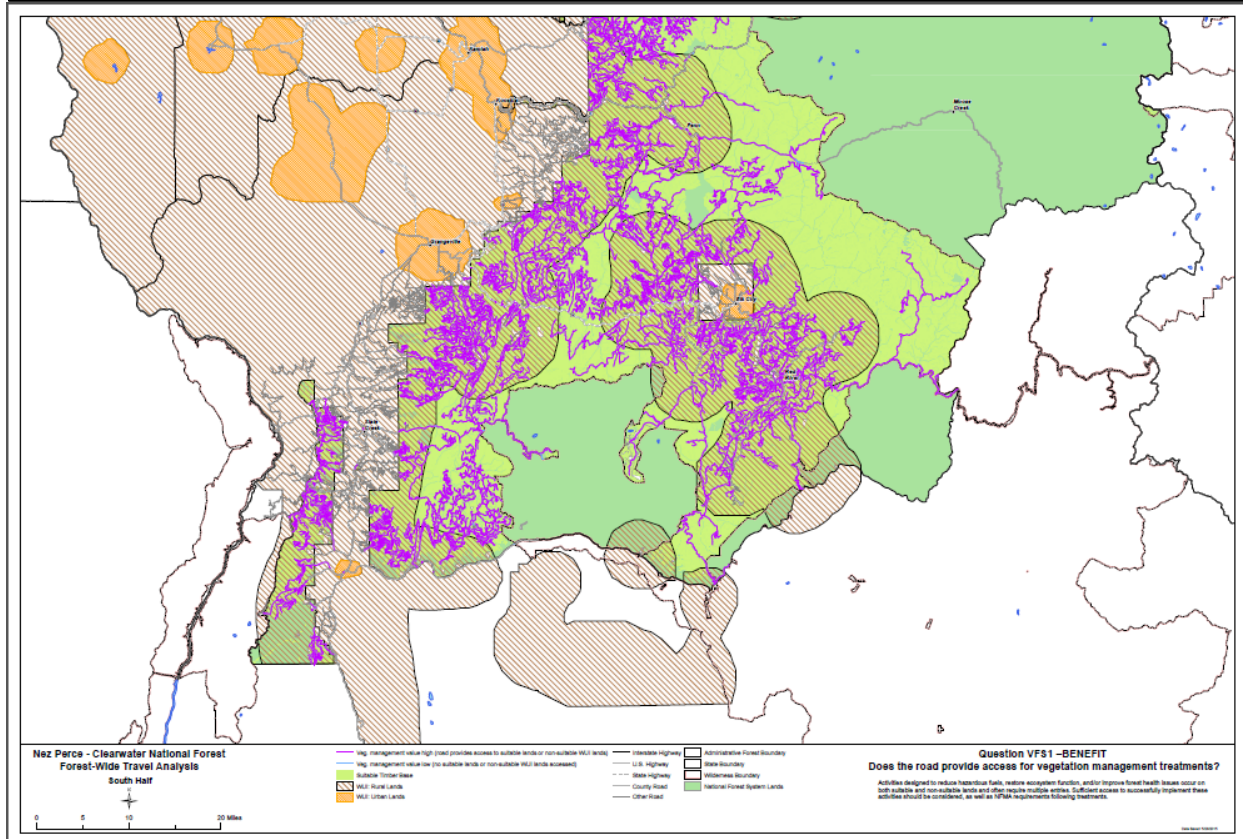 Kamiah
Kooskia
Moose
Creek
Fenn
Grangeville
Elk City
Red
River
Slate
Creek
Nez Perce - Clearwater National Forest
Forest-Wide Travel Analysis
South Half
0 5 10 20 Miles
Veg. management value high (road provides access to suitable lands or non-suitable WUI lands)
Veg. management value low (no suitable lands or non-suitable WUI lands accessed)
Suitable Timber Base
WUI: Rural Lands
WUI: Urban Lands
Interstate Highway
U.S. Highway
State Highway
County Road
Other Road
Administrative Forest Boundary
State Boundary
Wilderness Boundary
National Forest System Lands
Question VFS1 –BENEFIT
Does the road provide access for vegetation management treatments?
Activities designed to reduce hazardous fuels, restore ecosystem function, and/or improve forest health issues occur on
both suitable and non-suitable lands and often require multiple entries. Sufficient access to successfully implement these
activities should be considered, as well as NFMA requirements following treatments.